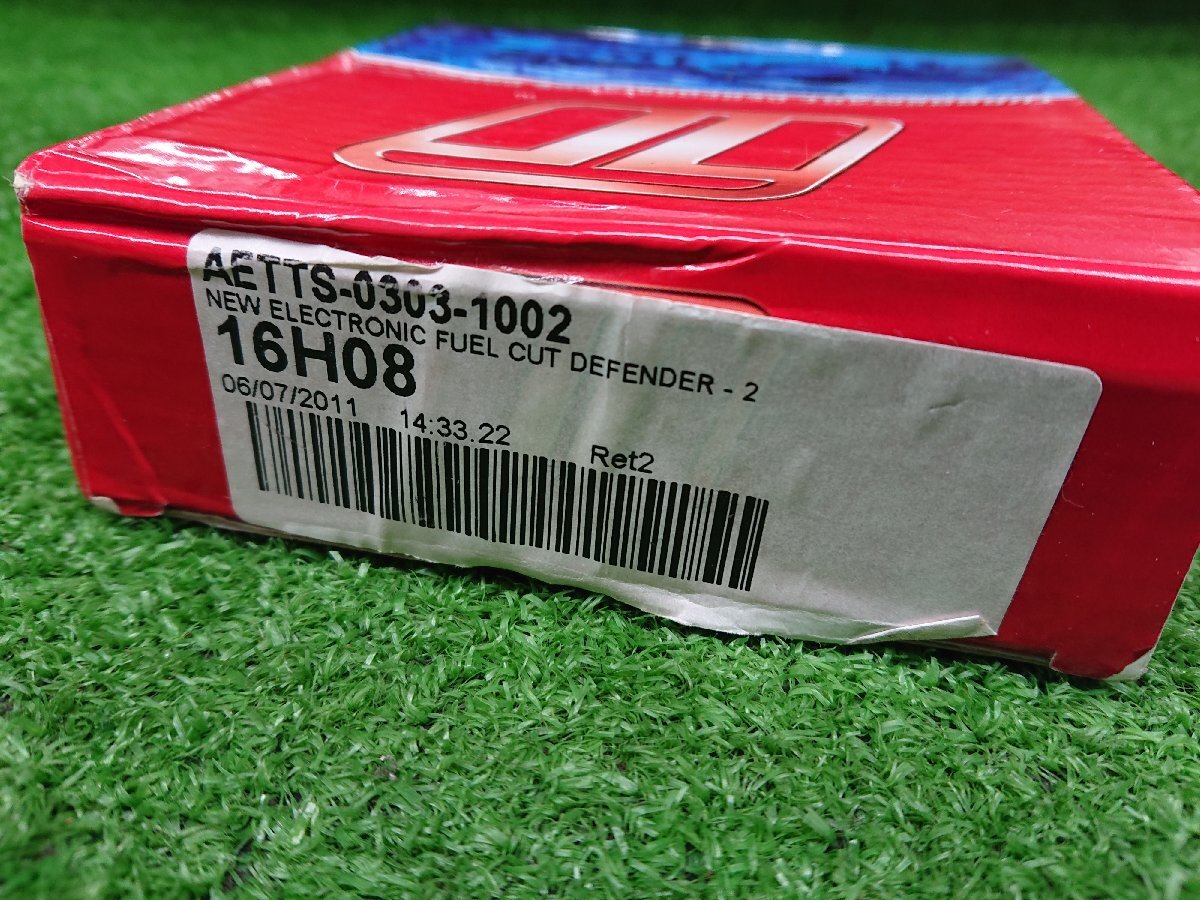 AETTS-0303-1002
NEW ELECTRONIC FUEL CUT DEFENDER - 2
16H08
06/07/2011 14:33.22
Ret2